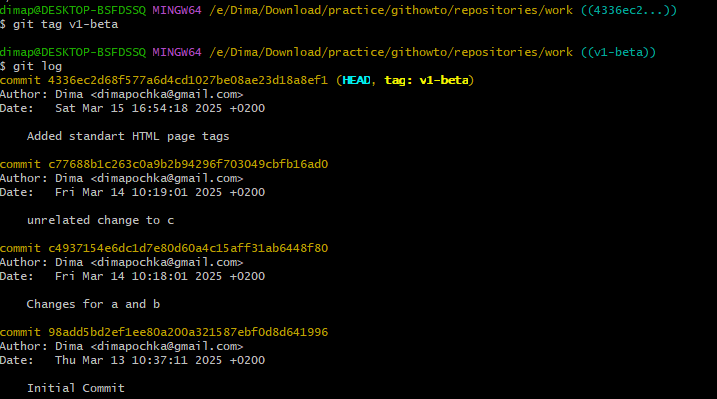 dimap@DESKTOP-BSFDSSQ MINGW64 /e/Dima/Download/practice/githowto/repositories/work ((4336ec2...))
$ git tag v1-beta
dimap@DESKTOP-BSFDSSQ MINGW64 /e/Dima/Download/practice/githowto/repositories/work ((v1-beta))
$ git log
commit 4336ec2d68f577a6d4cd1027be08ae23d18a8ef1 (HEAD, tag: v1-beta)
Author: Dima <dimapochka@gmail.com>
Date:   Sat Mar 15 16:54:18 2025 +0200
    Added standart HTML page tags
commit c77688b1c263c0a9b2b94296f703049cbfb16ad0
Author: Dima <dimapochka@gmail.com>
Date:   Fri Mar 14 10:19:01 2025 +0200
    unrelated change to c
commit c4937154e6dc1d7e80d60a4c15aff31ab6448f80
Author: Dima <dimapochka@gmail.com>
Date:   Fri Mar 14 10:18:01 2025 +0200
    Changes for a and b
commit 98add5bd2ef1ee80a200a321587ebf0d8d641996
Author: Dima <dimapochka@gmail.com>
Date:   Thu Mar 13 10:37:11 2025 +0200
    Initial Commit